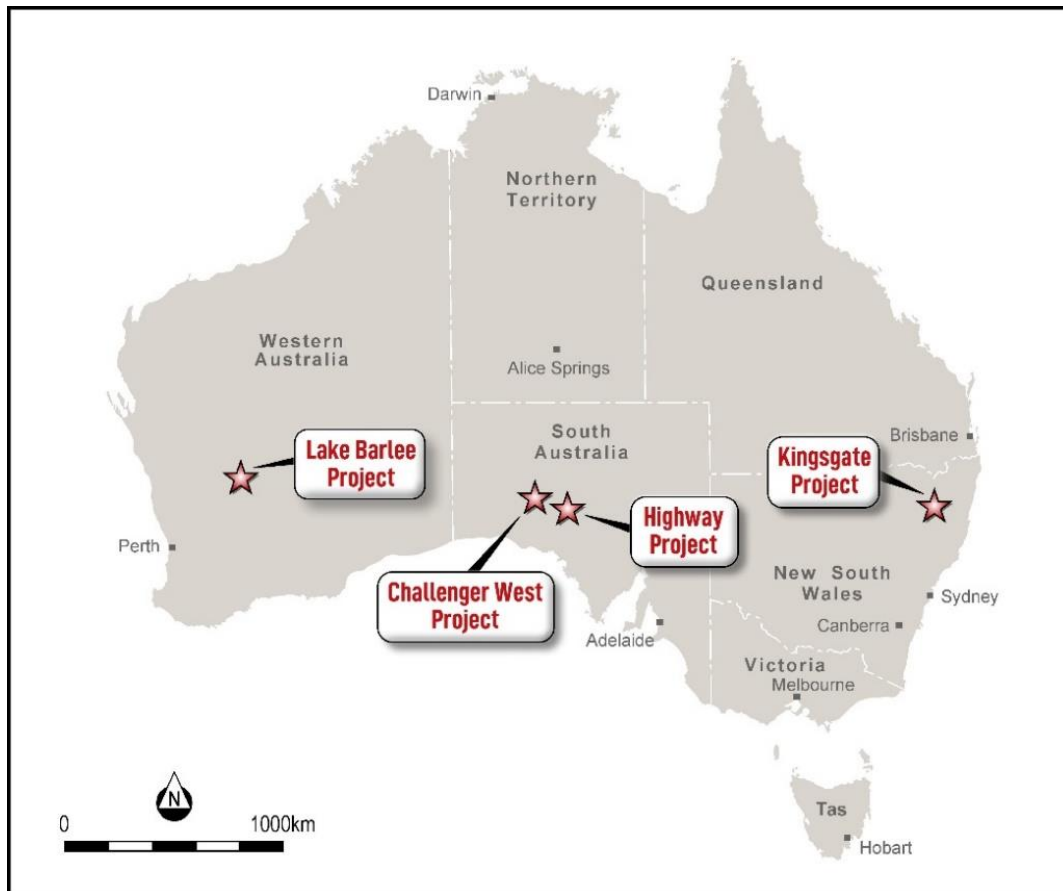 Darwin
Northern
Territory
Queensland
Western
Australia
Alice Springs
South
Australia
Brisbane
Lake Barlee
Project
Kingsgate
Project
Highway
Project
Perth
Challenger West
Project
New South
Wales
Sydney
Canberra
Adelaide
Victoria
Melbourne
N
0 1000km
Tas
Hobart